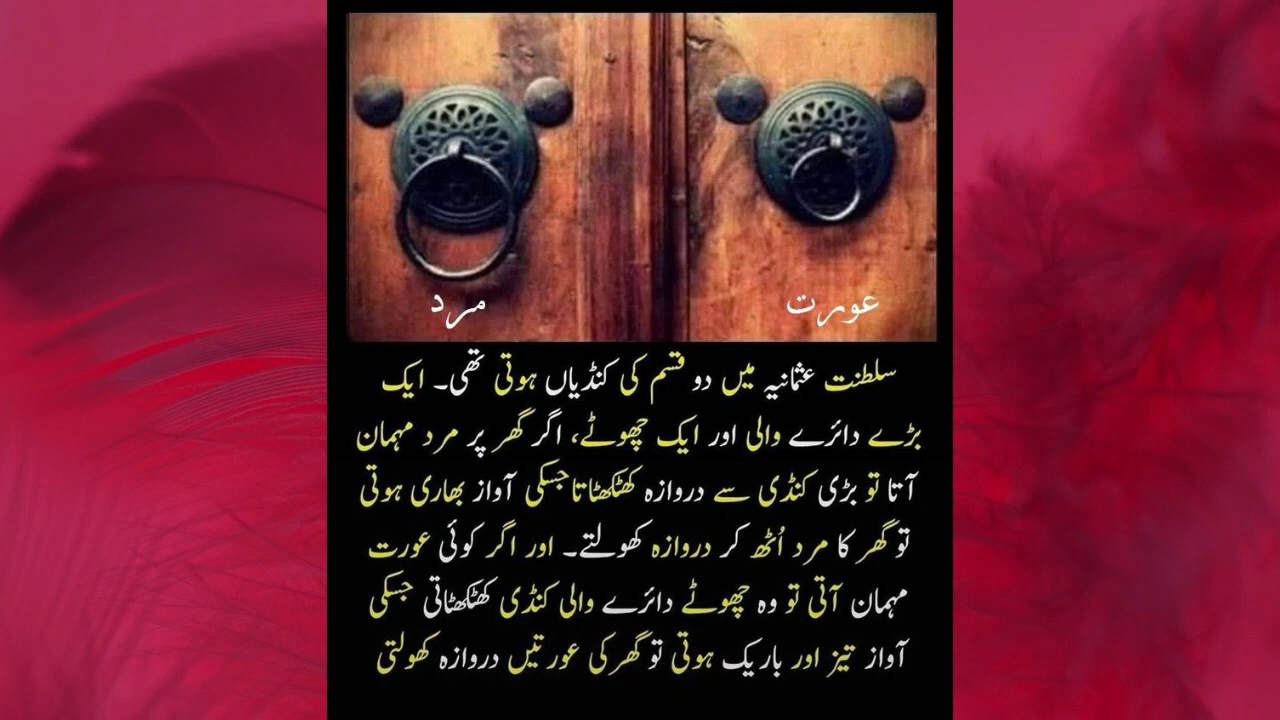 مرد
عورت
سلطنت عثمانیہ میں دو قسم کی کنڈیاں ہوتی تھی۔ ایک
بڑے دائرے والی اور ایک چھوٹے، اگر گھر پر مرد مہمان
آتا تو بڑی کنڈی سے دروازہ کھٹکھٹاتا جسکی آواز بھاری ہوتی
تو گھر کا مرد اُٹھ کر دروازہ کھولتے۔ اور اگر کوئی عورت
مہمان آتی تو وہ چھوٹے دائرے والی کنڈی کھٹکھٹاتی جسکی
آواز تیز اور باریک ہوتی تو گھر کی عورتیں دروازہ کھولتی